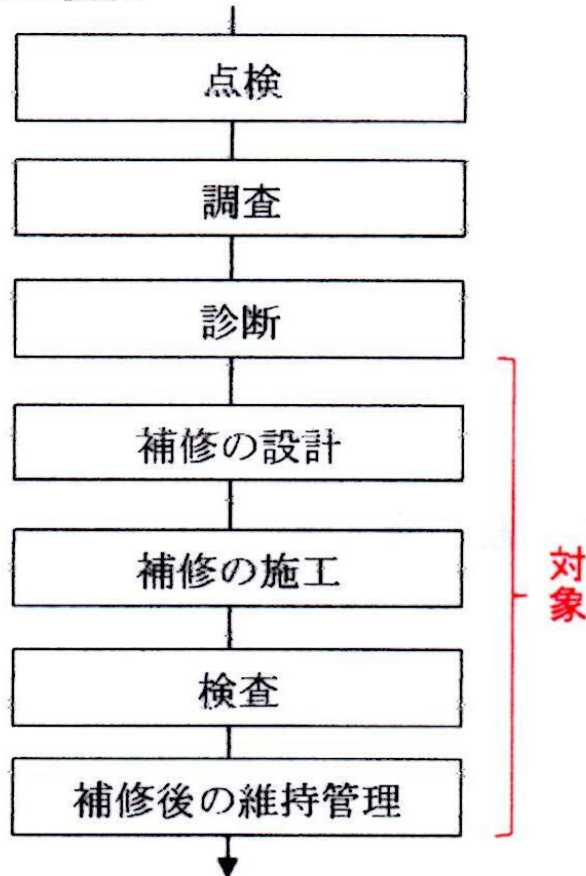 点検
調査
診断
補修の設計
補修の施工
検査
補修後の維持管理
対象